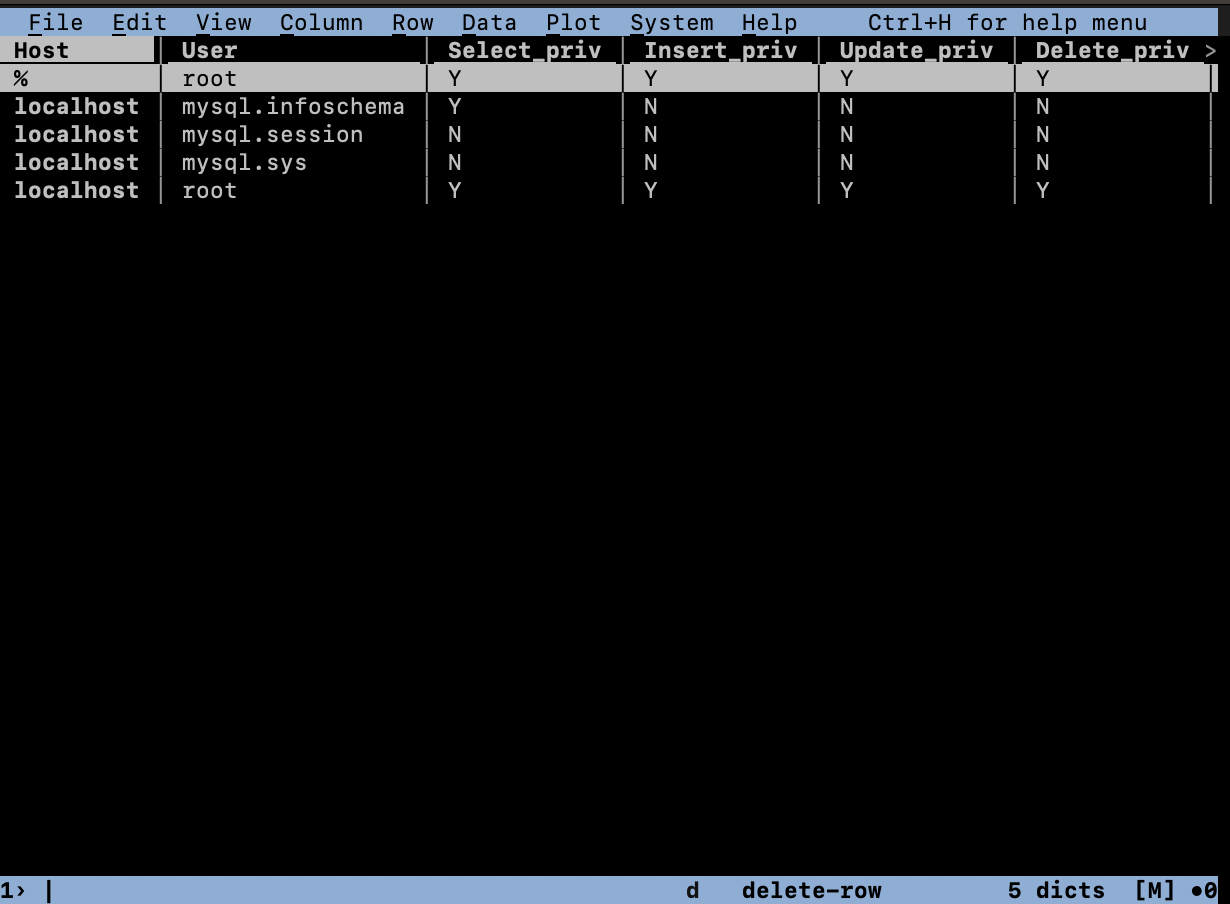 File Edit View Column Row Data Plot System Help Ctrl+H for help menu
Host | User | Select_priv | Insert_priv | Update_priv | Delete_priv >
% | root | Y | Y | Y | Y |
localhost | mysql.infoschema | Y | N | N | N |
localhost | mysql.session | N | N | N | N |
localhost | mysql.sys | N | N | N | N |
localhost | root | Y | Y | Y | Y |
1› | d delete-row 5 dicts [M] •0